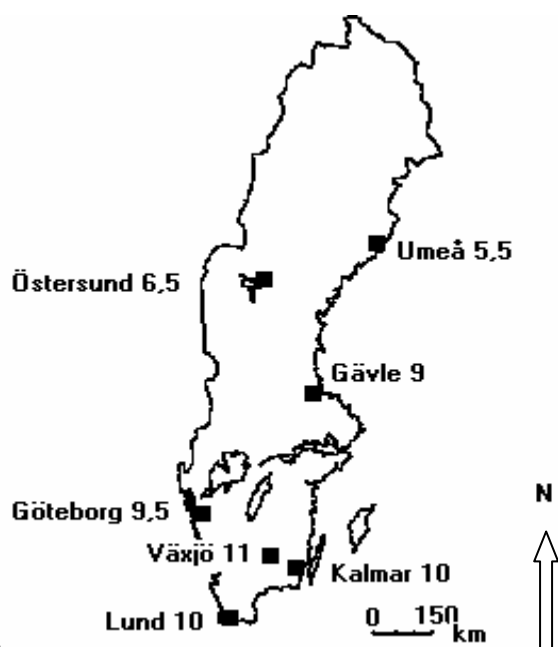 Umeå 5,5
Östersund 6,5
Gävle 9
N
Göteborg 9,5
Växjö 11
Kalmar 10
Lund 10
0 150
km